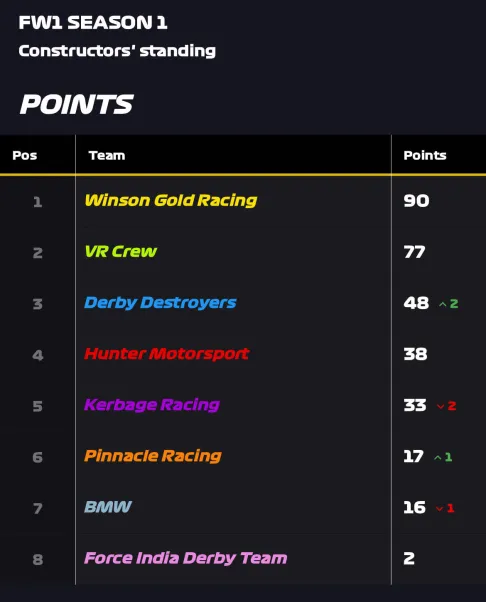 FW1 SEASON 1
Constructors' standing
POINTS
Pos Team Points
1 Winson Gold Racing 90
2 VR Crew 77
3 Derby Destroyers 48 ^ 2
4 Hunter Motorsport 38
5 Kerbage Racing 33 v 2
6 Pinnacle Racing 17 ^ 1
7 BMW 16 v 1
8 Force India Derby Team 2